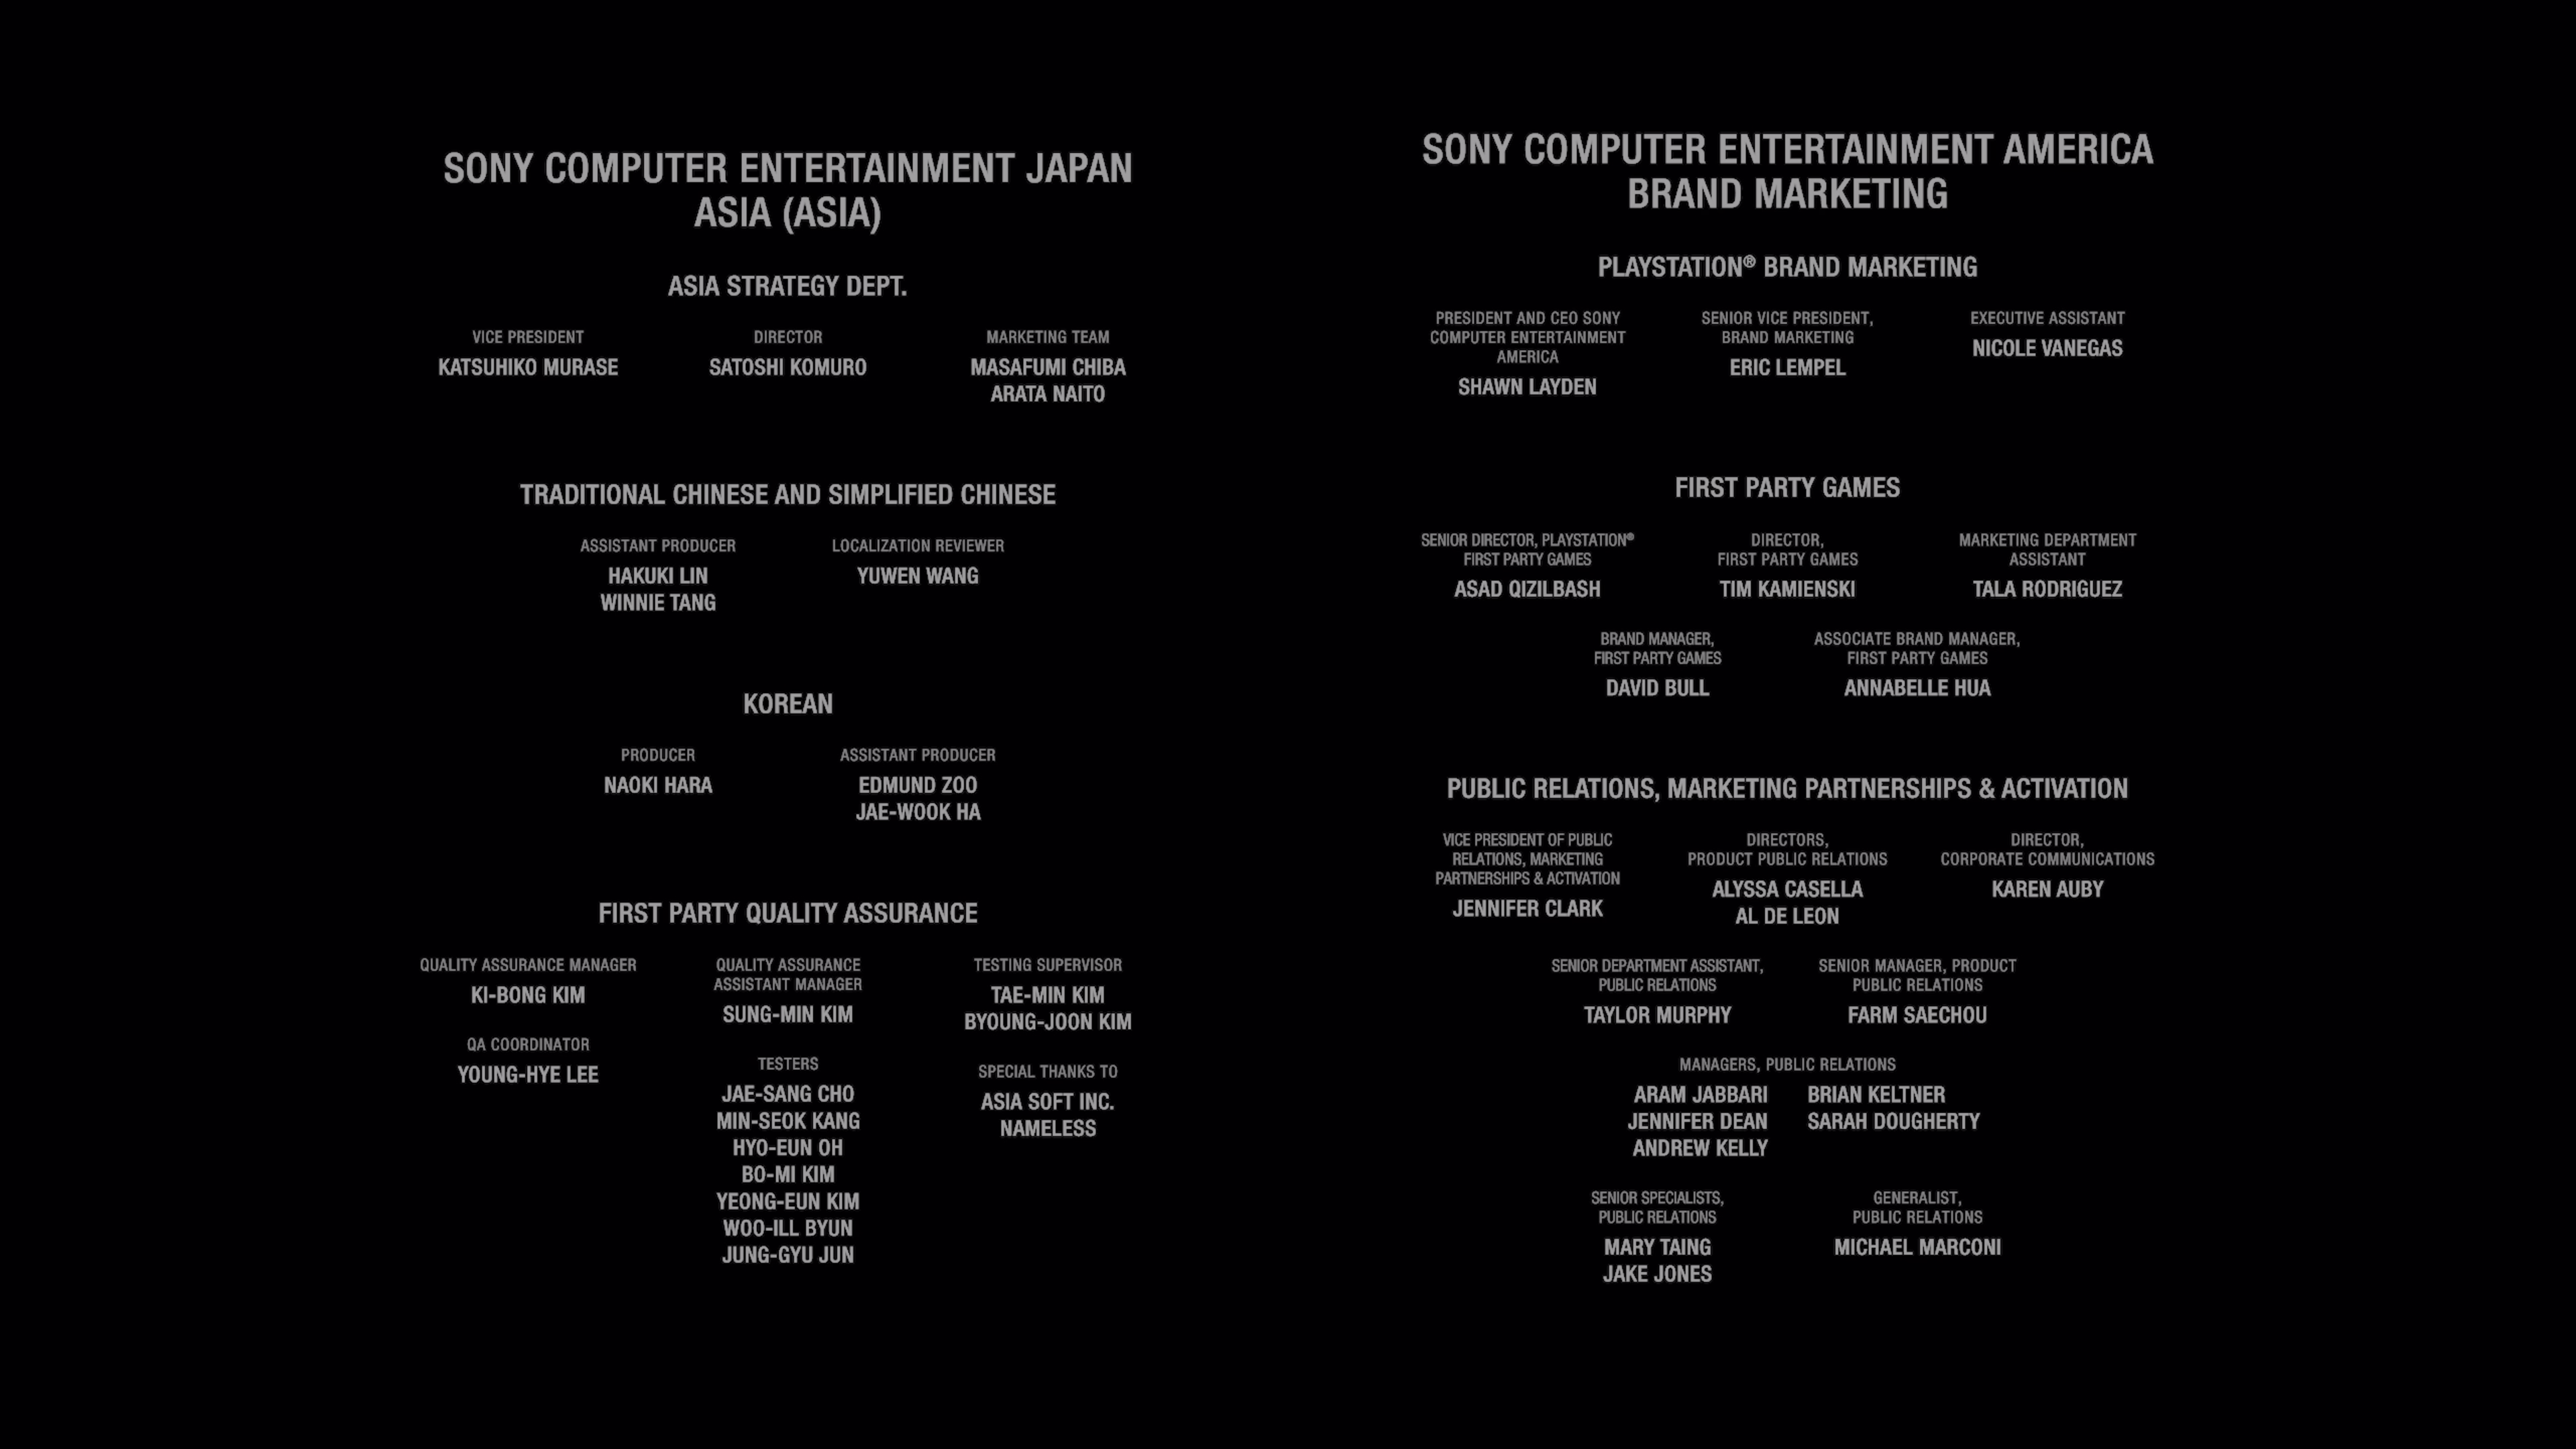 SONY COMPUTER ENTERTAINMENT JAPAN
ASIA (ASIA)
ASIA STRATEGY DEPT.
VICE PRESIDENT
KATSUHIKO MURASE
DIRECTOR
SATOSHI KOMURO
MARKETING TEAM
MASAFUMI CHIBA
ARATA NAITO
TRADITIONAL CHINESE AND SIMPLIFIED CHINESE
ASSISTANT PRODUCER
HAKUKI LIN
WINNIE TANG
LOCALIZATION REVIEWER
YUWEN WANG
KOREAN
PRODUCER
NAOKI HARA
ASSISTANT PRODUCER
EDMUND ZOO
JAE-WOOK HA
FIRST PARTY QUALITY ASSURANCE
QUALITY ASSURANCE MANAGER
KI-BONG KIM
QA COORDINATOR
YOUNG-HYE LEE
QUALITY ASSURANCE
ASSISTANT MANAGER
SUNG-MIN KIM
TESTERS
JAE-SANG CHO
MIN-SEOK KANG
HYO-EUN OH
BO-MI KIM
YEONG-EUN KIM
WOO-ILL BYUN
JUNG-GYU JUN
TESTING SUPERVISOR
TAE-MIN KIM
BYOUNG-JOON KIM
SPECIAL THANKS TO
ASIA SOFT INC.
NAMELESS
SONY COMPUTER ENTERTAINMENT AMERICA
BRAND MARKETING
PLAYSTATION® BRAND MARKETING
PRESIDENT AND CEO SONY
COMPUTER ENTERTAINMENT
AMERICA
SHAWN LAYDEN
SENIOR VICE PRESIDENT,
BRAND MARKETING
ERIC LEMPEL
EXECUTIVE ASSISTANT
NICOLE VANEGAS
FIRST PARTY GAMES
SENIOR DIRECTOR, PLAYSTATION®
FIRST PARTY GAMES
ASAD QIZILBASH
DIRECTOR,
FIRST PARTY GAMES
TIM KAMIENSKI
MARKETING DEPARTMENT
ASSISTANT
TALA RODRIGUEZ
BRAND MANAGER,
FIRST PARTY GAMES
DAVID BULL
ASSOCIATE BRAND MANAGER,
FIRST PARTY GAMES
ANNABELLE HUA
PUBLIC RELATIONS, MARKETING PARTNERSHIPS & ACTIVATION
VICE PRESIDENT OF PUBLIC
RELATIONS, MARKETING
PARTNERSHIPS & ACTIVATION
JENNIFER CLARK
DIRECTORS,
PRODUCT PUBLIC RELATIONS
ALYSSA CASELLA
AL DE LEON
DIRECTOR,
CORPORATE COMMUNICATIONS
KAREN AUBY
SENIOR DEPARTMENT ASSISTANT,
PUBLIC RELATIONS
TAYLOR MURPHY
SENIOR MANAGER, PRODUCT
PUBLIC RELATIONS
FARM SAECHOU
MANAGERS, PUBLIC RELATIONS
ARAM JABBARI
JENNIFER DEAN
ANDREW KELLY
BRIAN KELTNER
SARAH DOUGHERTY
SENIOR SPECIALISTS,
PUBLIC RELATIONS
MARY TAING
JAKE JONES
GENERALIST,
PUBLIC RELATIONS
MICHAEL MARCONI